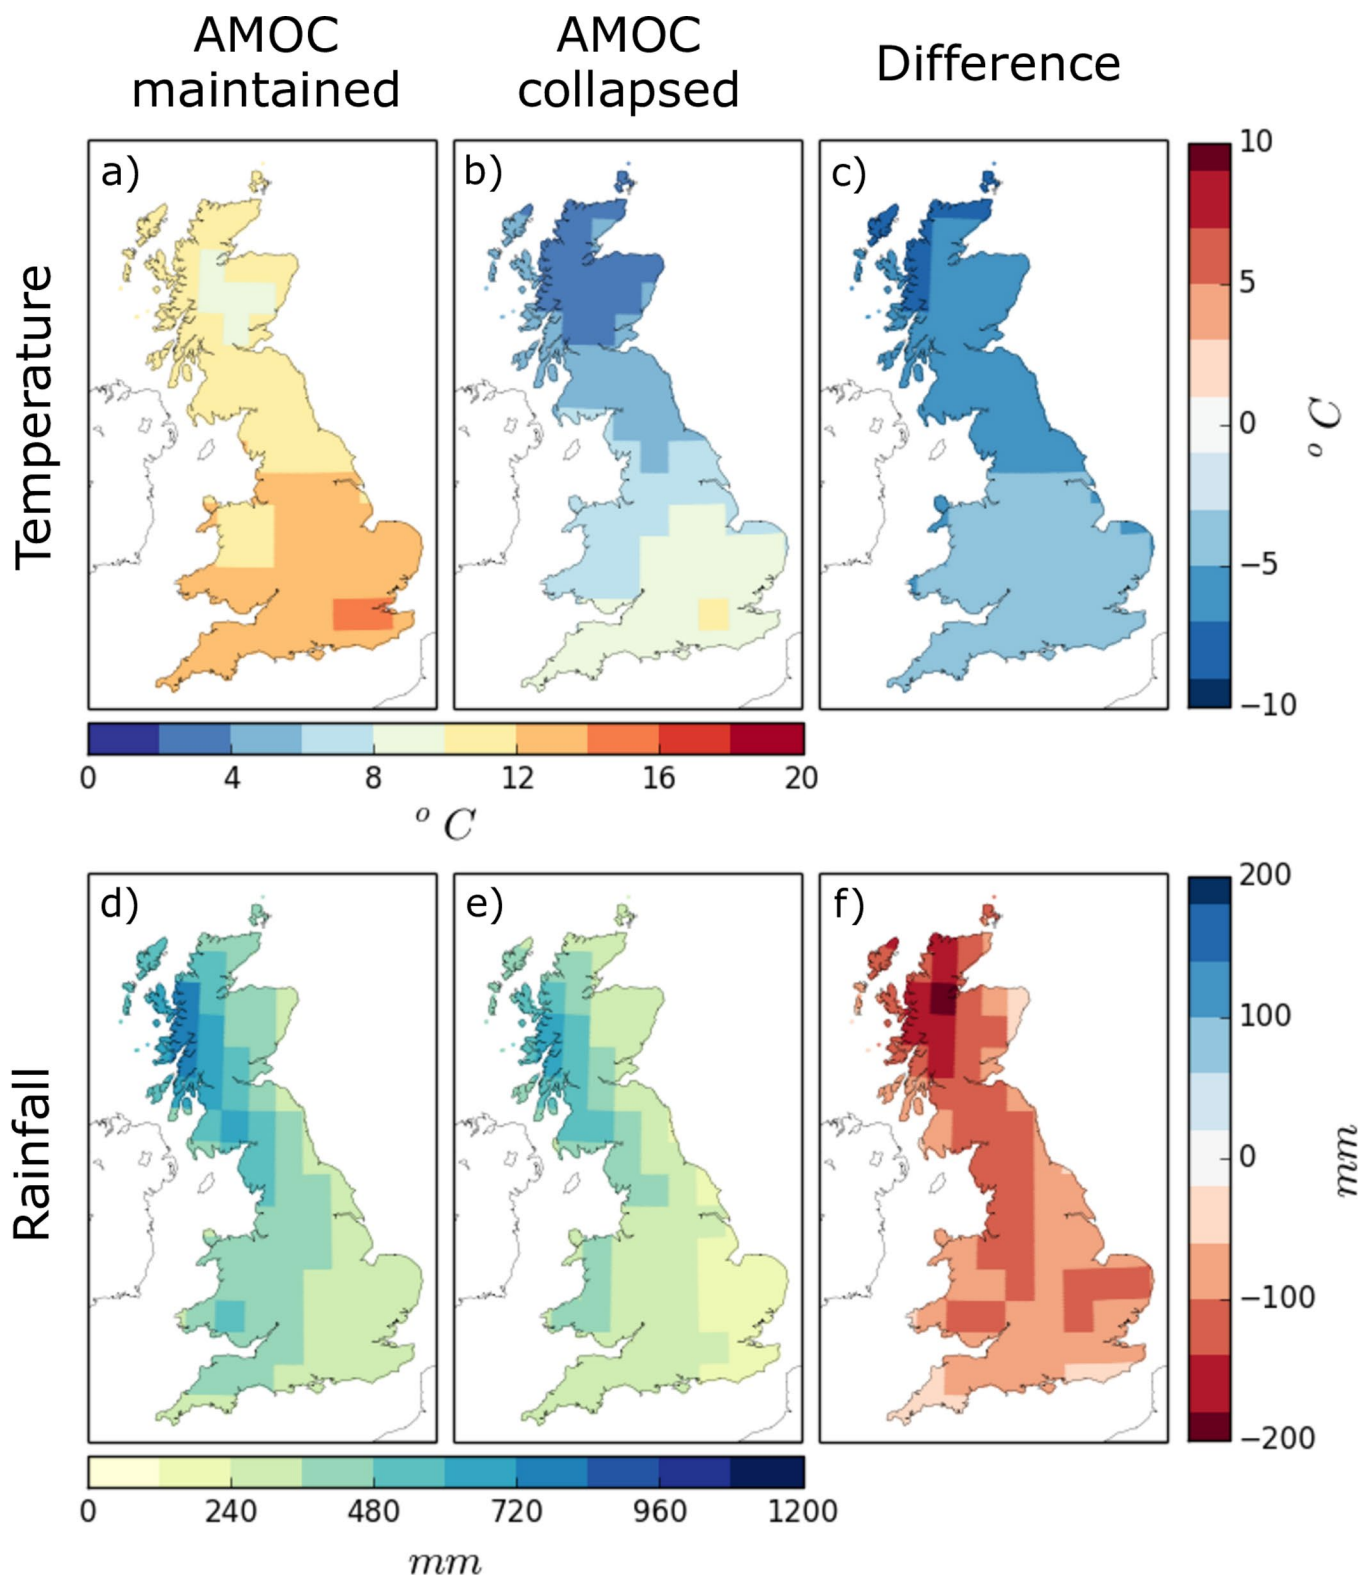 AMOC
maintained
AMOC
collapsed
Difference
Temperature
a)
b)
c)
10
5
0
−5
−10
° C
0 4 8 12 16 20
° C
Rainfall
d)
e)
f)
200
100
0
−100
−200
mm
0 240 480 720 960 1200
mm